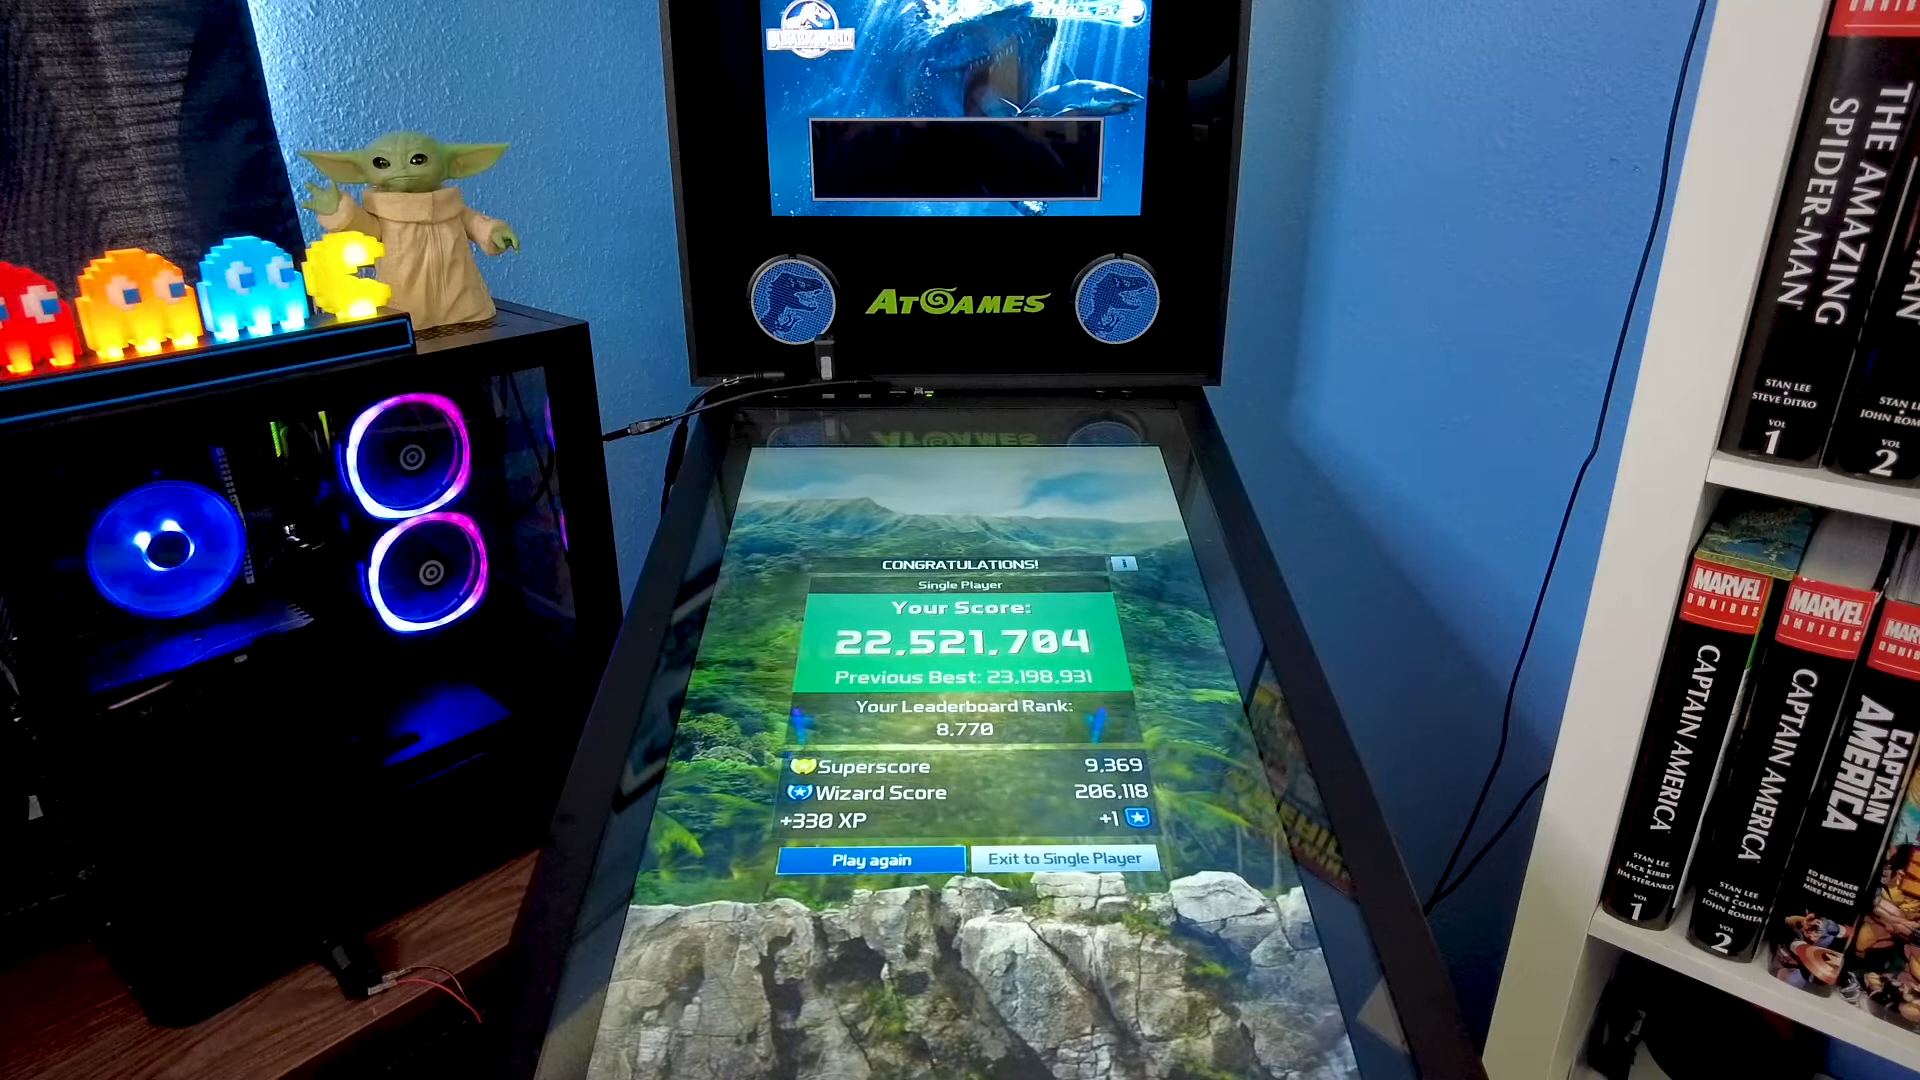 JURASSIC WORLD
PINBALL FX3
ATGAMES
CONGRATULATIONS!
i
Single Player
Your Score:
22,521,704
Previous Best: 23,198,931
Your Leaderboard Rank:
8,770
Superscore 9,369
Wizard Score 206,118
+330 XP +1
Play again
Exit to Single Player
THE AMAZING
SPIDER-MAN
STAN LEE
STEVE DITKO
VOL
1
JOHN ROM
VOL
2
MARVEL
OMNIBUS
CAPTAIN AMERICA
STAN LEE
JACK KIRBY
JIM STERANKO
VOL
1
MARVEL
OMNIBUS
CAPTAIN AMERICA
STAN LEE
GENE COLAN
JOHN ROMITA
VOL
2
CAPTAIN
AMERICA
ED BRUBAKER
STEVE EPTING
MIKE PERKINS